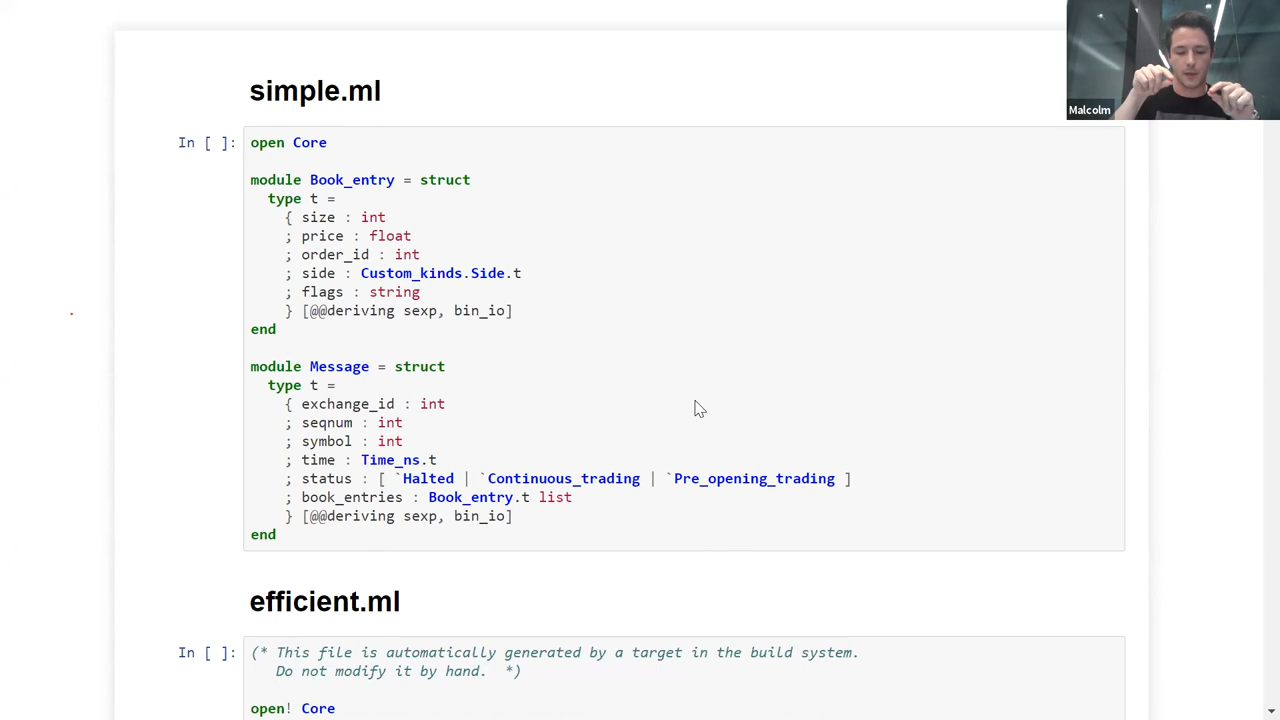 Malcolm
simple.ml
In [ ]:
open Core
module Book_entry = struct
type t =
{ size : int
; price : float
; order_id : int
; side : Custom_kinds.Side.t
; flags : string
} [@@deriving sexp, bin_io]
end
module Message = struct
type t =
{ exchange_id : int
; seqnum : int
; symbol : int
; time : Time_ns.t
; status : [ `Halted | `Continuous_trading | `Pre_opening_trading ]
; book_entries : Book_entry.t list
} [@@deriving sexp, bin_io]
end
efficient.ml
In [ ]:
(* This file is automatically generated by a target in the build system.
Do not modify it by hand. *)
open! Core